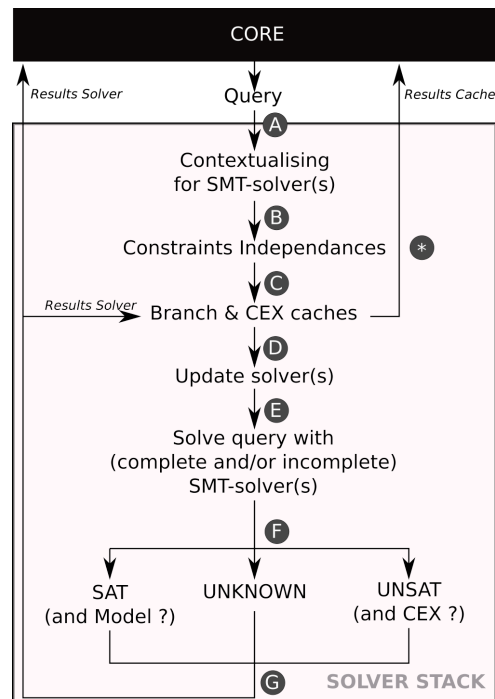 CORE
Results Solver
Query
Results Cache
A
Contextualising
for SMT-solver(s)
B
Constraints Independances
*
C
Results Solver
Branch & CEX caches
D
Update solver(s)
E
Solve query with
(complete and/or incomplete)
SMT-solver(s)
F
SAT
(and Model ?)
UNKNOWN
UNSAT
(and CEX ?)
G
SOLVER STACK